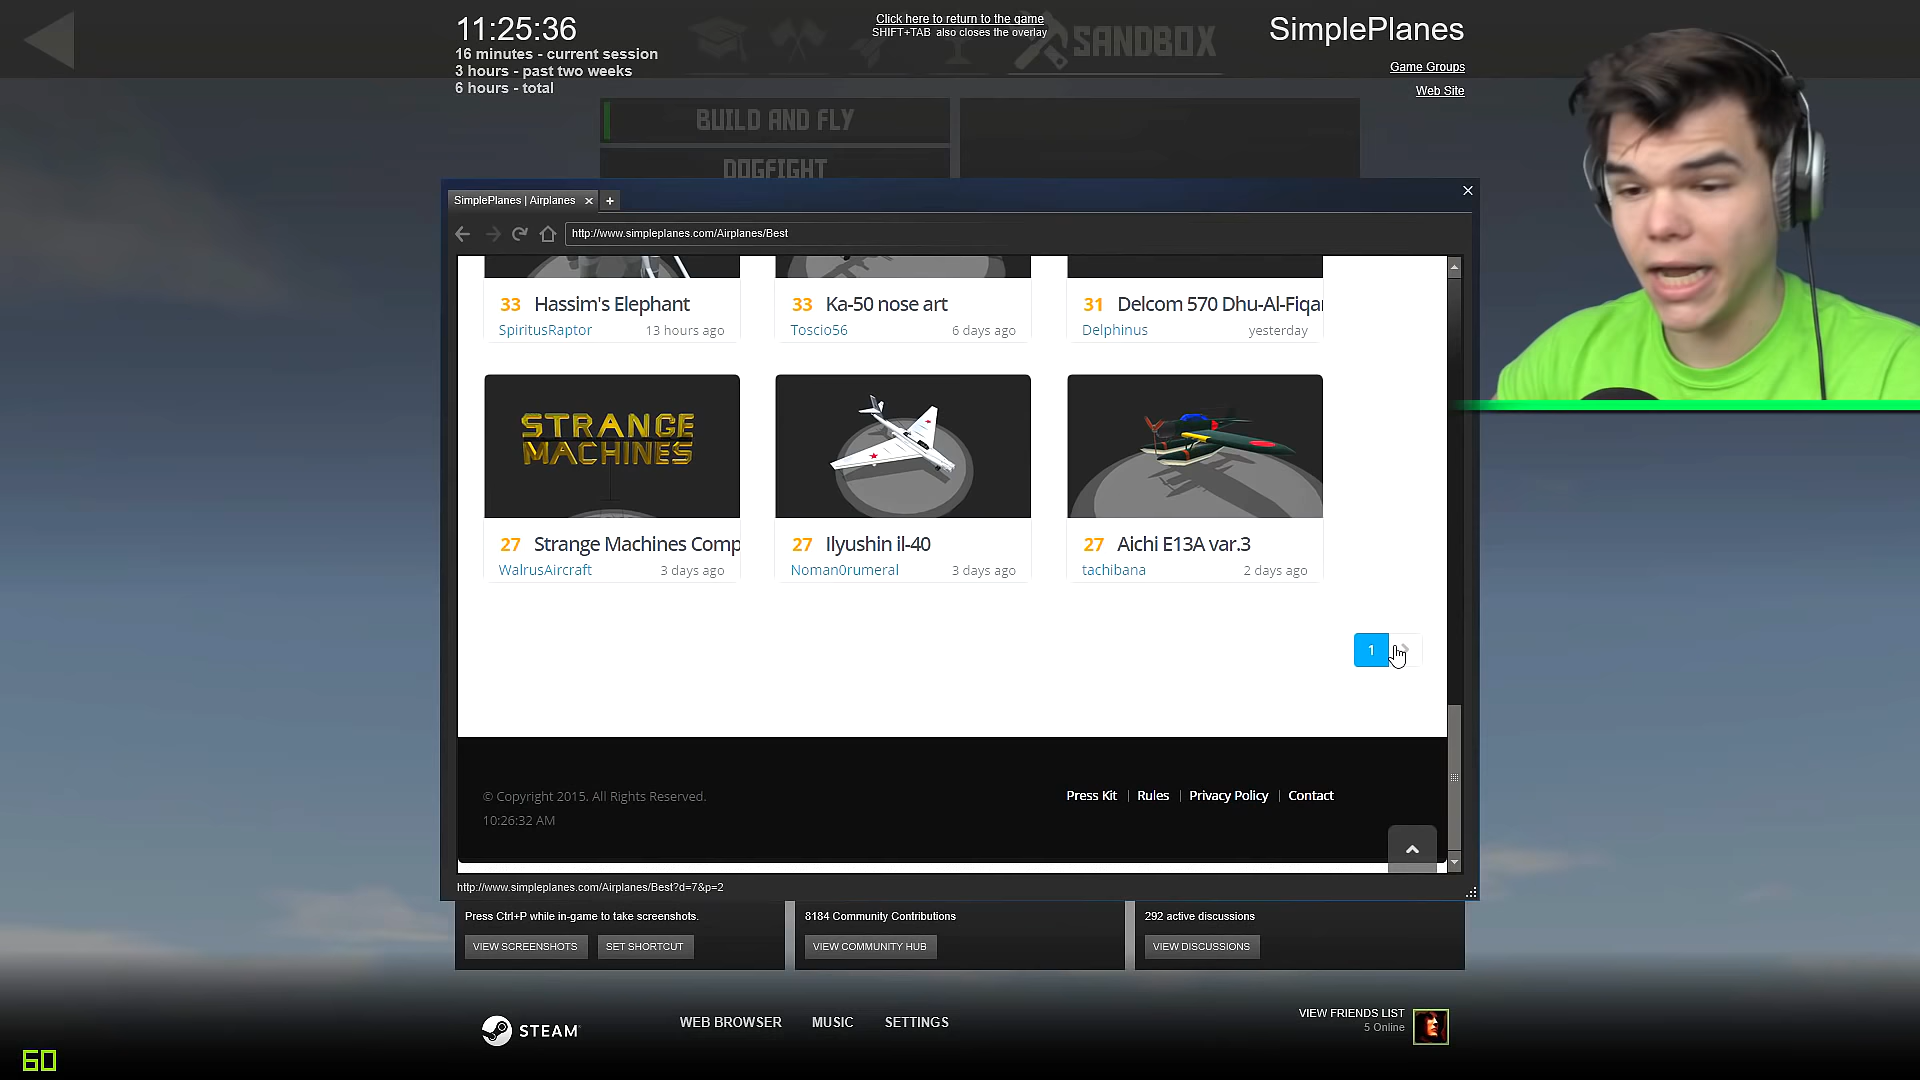 11:25:36
16 minutes - current session
3 hours - past two weeks
6 hours - total
Click here to return to the game
SHIFT+TAB also closes the overlay
SANDBOX
SimplePlanes
Game Groups
Web Site
BUILD AND FLY
DOGFIGHT
SimplePlanes | Airplanes
http://www.simpleplanes.com/Airplanes/Best
33 Hassim's Elephant
SpiritusRaptor 13 hours ago
33 Ka-50 nose art
Toscio56 6 days ago
31 Delcom 570 Dhu-Al-Fiqar
Delphinus yesterday
STRANGE
MACHINES
27 Strange Machines Comp
WalrusAircraft 3 days ago
27 Ilyushin il-40
Noman0rumeral 3 days ago
27 Aichi E13A var.3
tachibana 2 days ago
1
© Copyright 2015. All Rights Reserved.
10:26:32 AM
Press Kit | Rules | Privacy Policy | Contact
http://www.simpleplanes.com/Airplanes/Best?d=7&p=2
Press Ctrl+P while in-game to take screenshots.
VIEW SCREENSHOTS SET SHORTCUT
8184 Community Contributions
VIEW COMMUNITY HUB
292 active discussions
VIEW DISCUSSIONS
STEAM
WEB BROWSER MUSIC SETTINGS
VIEW FRIENDS LIST
5 Online
60